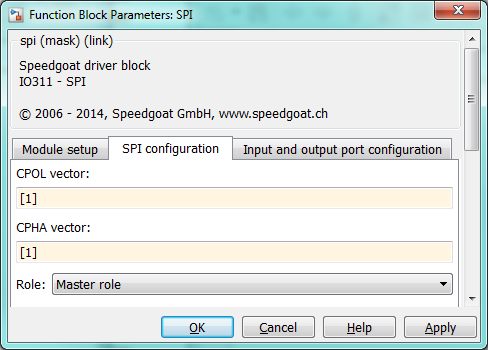 Function Block Parameters: SPI
spi (mask) (link)
Speedgoat driver block
IO311 - SPI
© 2006 - 2014, Speedgoat GmbH, www.speedgoat.ch
Module setup SPI configuration Input and output port configuration
CPOL vector:
[1]
CPHA vector:
[1]
Role: Master role
OK Cancel Help Apply